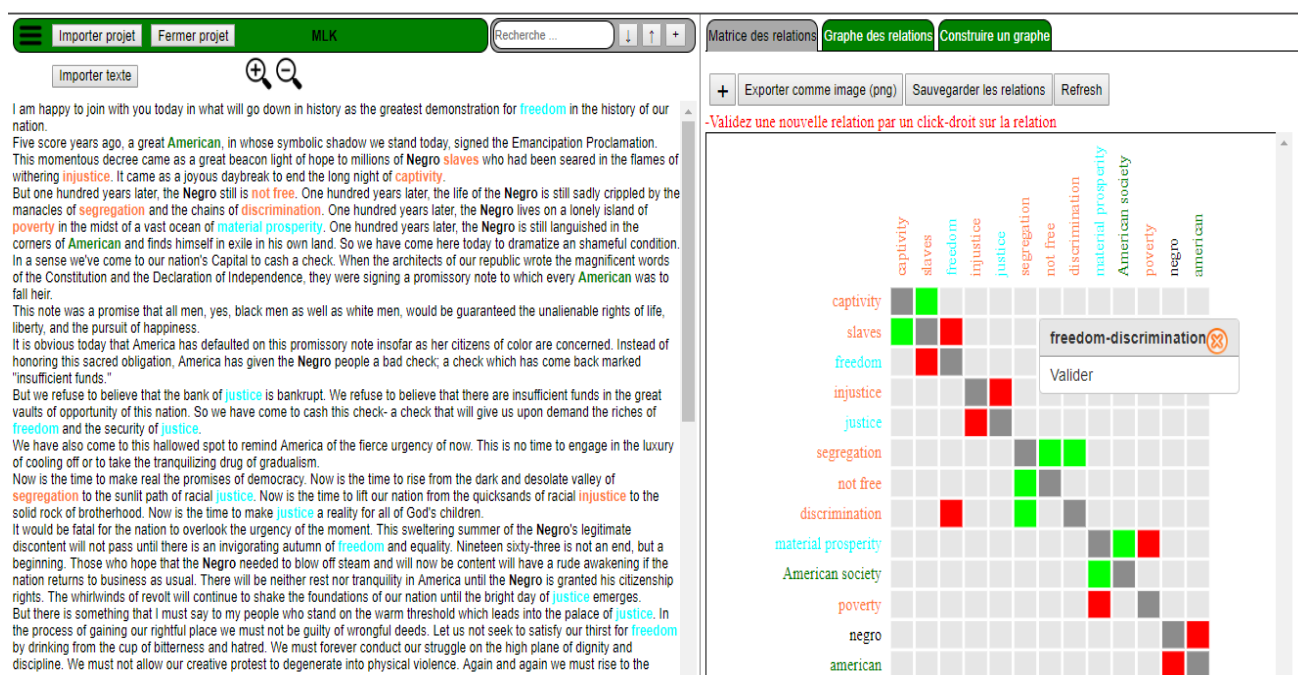 Importer projet Fermer projet MLK Recherche ... ↓ ↑ +
Importer texte
I am happy to join with you today in what will go down in history as the greatest demonstration for freedom in the history of our
nation.
Five score years ago, a great American, in whose symbolic shadow we stand today, signed the Emancipation Proclamation.
This momentous decree came as a great beacon light of hope to millions of Negro slaves who had been seared in the flames of
withering injustice. It came as a joyous daybreak to end the long night of captivity.
But one hundred years later, the Negro still is not free. One hundred years later, the life of the Negro is still sadly crippled by the
manacles of segregation and the chains of discrimination. One hundred years later, the Negro lives on a lonely island of
poverty in the midst of a vast ocean of material prosperity. One hundred years later, the Negro is still languished in the
corners of American and finds himself in exile in his own land. So we have come here today to dramatize an shameful condition.
In a sense we've come to our nation's Capital to cash a check. When the architects of our republic wrote the magnificent words
of the Constitution and the Declaration of Independence, they were signing a promissory note to which every American was to
fall heir.
This note was a promise that all men, yes, black men as well as white men, would be guaranteed the unalienable rights of life,
liberty, and the pursuit of happiness.
It is obvious today that America has defaulted on this promissory note insofar as her citizens of color are concerned. Instead of
honoring this sacred obligation, America has given the Negro people a bad check; a check which has come back marked
"insufficient funds."
But we refuse to believe that the bank of justice is bankrupt. We refuse to believe that there are insufficient funds in the great
vaults of opportunity of this nation. So we have come to cash this check- a check that will give us upon demand the riches of
freedom and the security of justice.
We have also come to this hallowed spot to remind America of the fierce urgency of now. This is no time to engage in the luxury
of cooling off or to take the tranquilizing drug of gradualism.
Now is the time to make real the promises of democracy. Now is the time to rise from the dark and desolate valley of
segregation to the sunlit path of racial justice. Now is the time to lift our nation from the quicksands of racial injustice to the
solid rock of brotherhood. Now is the time to make justice a reality for all of God's children.
It would be fatal for the nation to overlook the urgency of the moment. This sweltering summer of the Negro's legitimate
discontent will not pass until there is an invigorating autumn of freedom and equality. Nineteen sixty-three is not an end, but a
beginning. Those who hope that the Negro needed to blow off steam and will now be content will have a rude awakening if the
nation returns to business as usual. There will be neither rest nor tranquility in America until the Negro is granted his citizenship
rights. The whirlwinds of revolt will continue to shake the foundations of our nation until the bright day of justice emerges.
But there is something that I must say to my people who stand on the warm threshold which leads into the palace of justice. In
the process of gaining our rightful place we must not be guilty of wrongful deeds. Let us not seek to satisfy our thirst for freedom
by drinking from the cup of bitterness and hatred. We must forever conduct our struggle on the high plane of dignity and
discipline. We must not allow our creative protest to degenerate into physical violence. Again and again we must rise to the
Matrice des relations Graphe des relations Construire un graphe
+ Exporter comme image (png) Sauvegarder les relations Refresh
-Validez une nouvelle relation par un click-droit sur la relation
captivity
slaves
freedom
injustice
justice
segregation
not free
discrimination
material prosperity
American society
poverty
negro
american
captivity
slaves
freedom
injustice
justice
segregation
not free
discrimination
material prosperity
American society
poverty
negro
american
freedom-discrimination
Valider